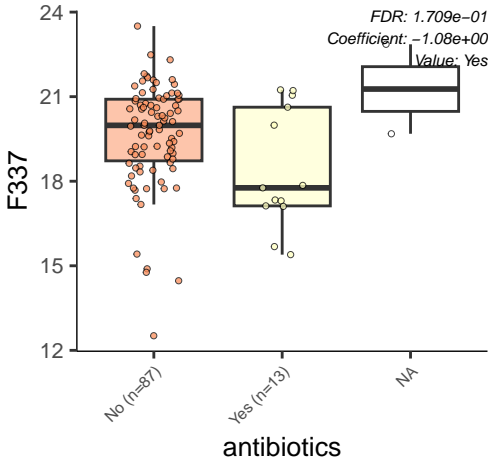 FDR: 1.709e−01
Coefficient: −1.08e+00
Value: Yes
24
21
18
15
12
F337
No (n=87)
Yes (n=13)
NA
antibiotics